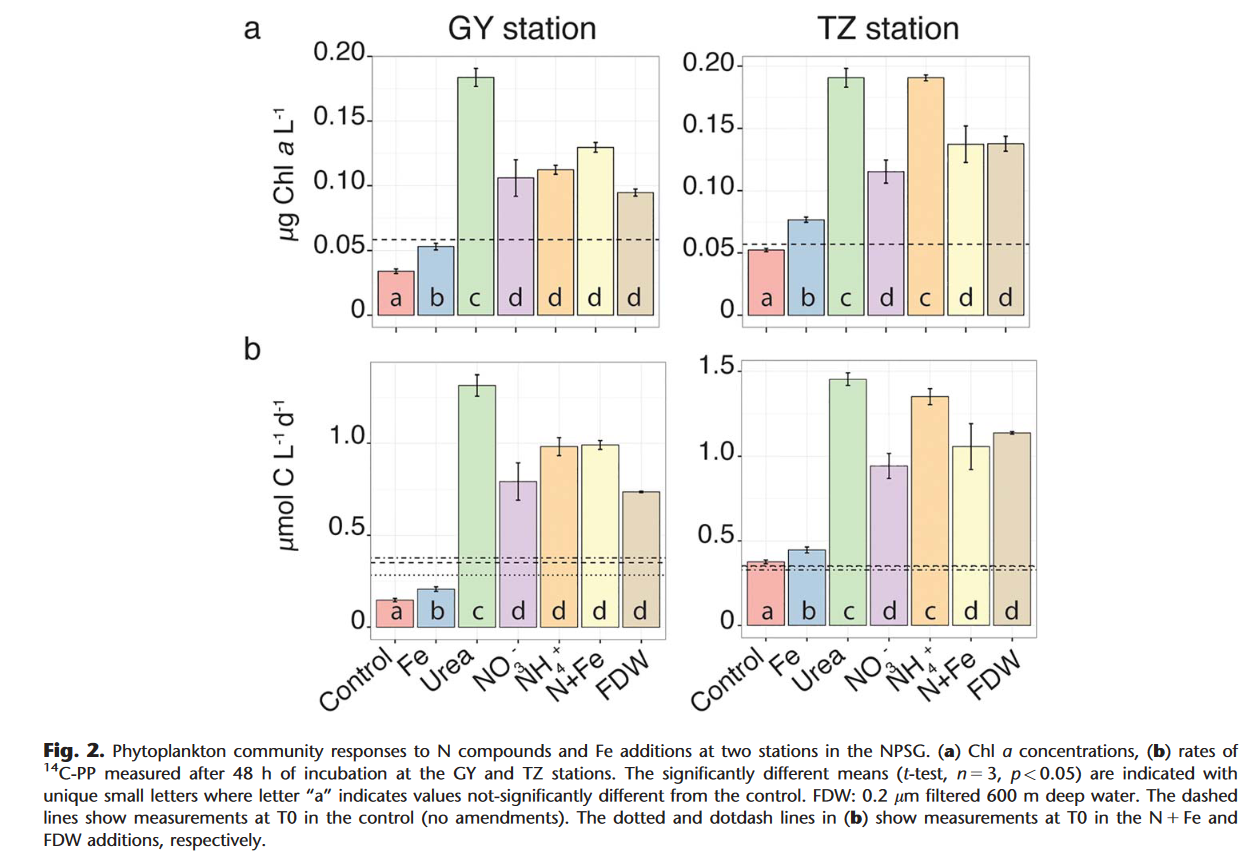 a
GY station
TZ station
0.20
0.15
0.10
0.05
0
µg Chl a L-1
a b c d d d d
0.20
0.15
0.10
0.05
0
a b c d c d d
b
1.0
0.5
0
µmol C L-1 d-1
a b c d d d d
1.5
1.0
0.5
0
a b c d c d d
Control Fe Urea NO3- NH4+ N+Fe FDW
Control Fe Urea NO3- NH4+ N+Fe FDW
Fig. 2. Phytoplankton community responses to N compounds and Fe additions at two stations in the NPSG. (a) Chl a concentrations, (b) rates of
14C-PP measured after 48 h of incubation at the GY and TZ stations. The significantly different means (t-test, n = 3, p < 0.05) are indicated with
unique small letters where letter “a” indicates values not-significantly different from the control. FDW: 0.2 µm filtered 600 m deep water. The dashed
lines show measurements at T0 in the control (no amendments). The dotted and dotdash lines in (b) show measurements at T0 in the N + Fe and
FDW additions, respectively.